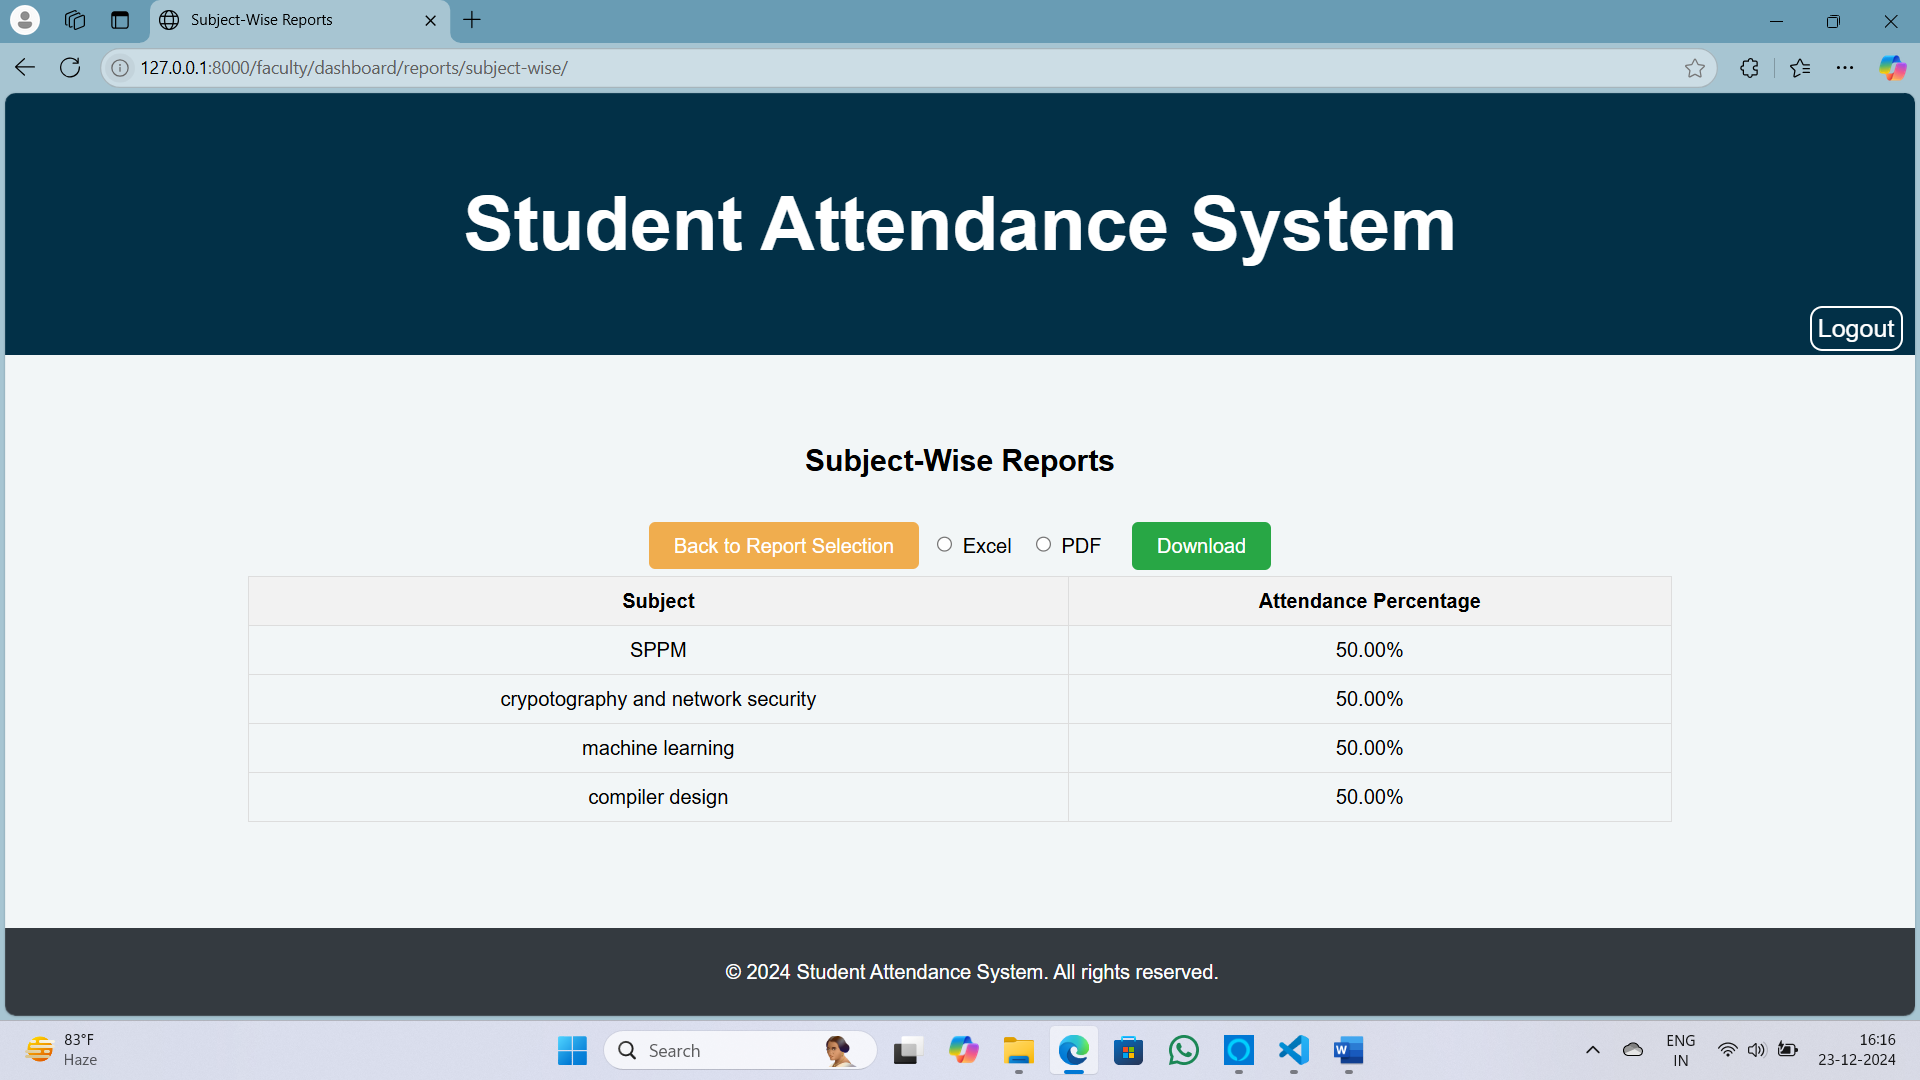 Subject-Wise Reports
127.0.0.1:8000/faculty/dashboard/reports/subject-wise/
Student Attendance System
Logout
Subject-Wise Reports
Back to Report Selection Excel PDF Download
Subject Attendance Percentage
SPPM 50.00%
crypotography and network security 50.00%
machine learning 50.00%
compiler design 50.00%
© 2024 Student Attendance System. All rights reserved.
83°F
Haze
Search
W
ENG
IN
16:16
23-12-2024